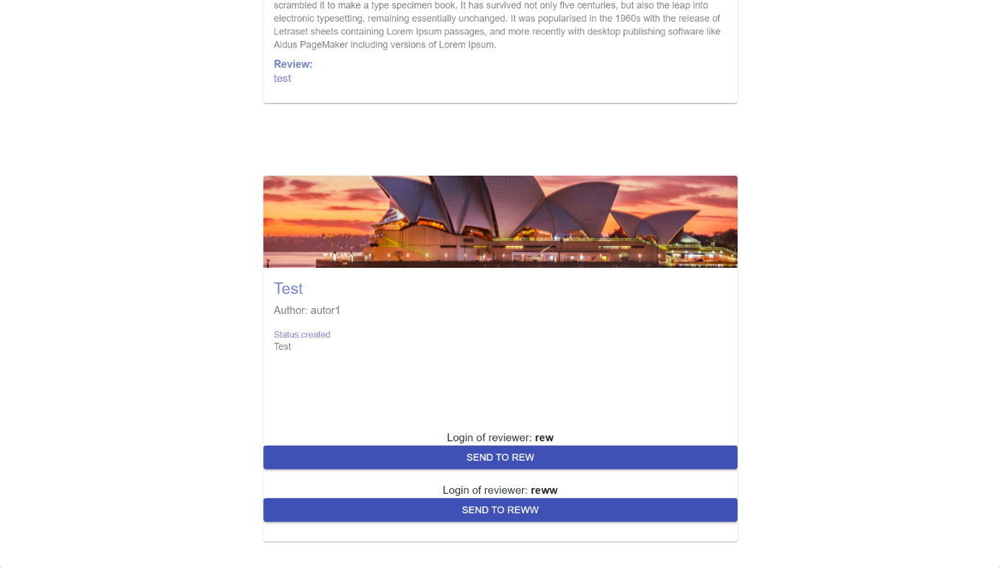 scrambled it to make a type specimen book. It has survived not only five centuries, but also the leap into
electronic typesetting, remaining essentially unchanged. It was popularised in the 1960s with the release of
Letraset sheets containing Lorem Ipsum passages, and more recently with desktop publishing software like
Aldus PageMaker including versions of Lorem Ipsum.
Review:
test
Test
Author: autor1
Status:created
Test
Login of reviewer: rew
SEND TO REW
Login of reviewer: reww
SEND TO REWW